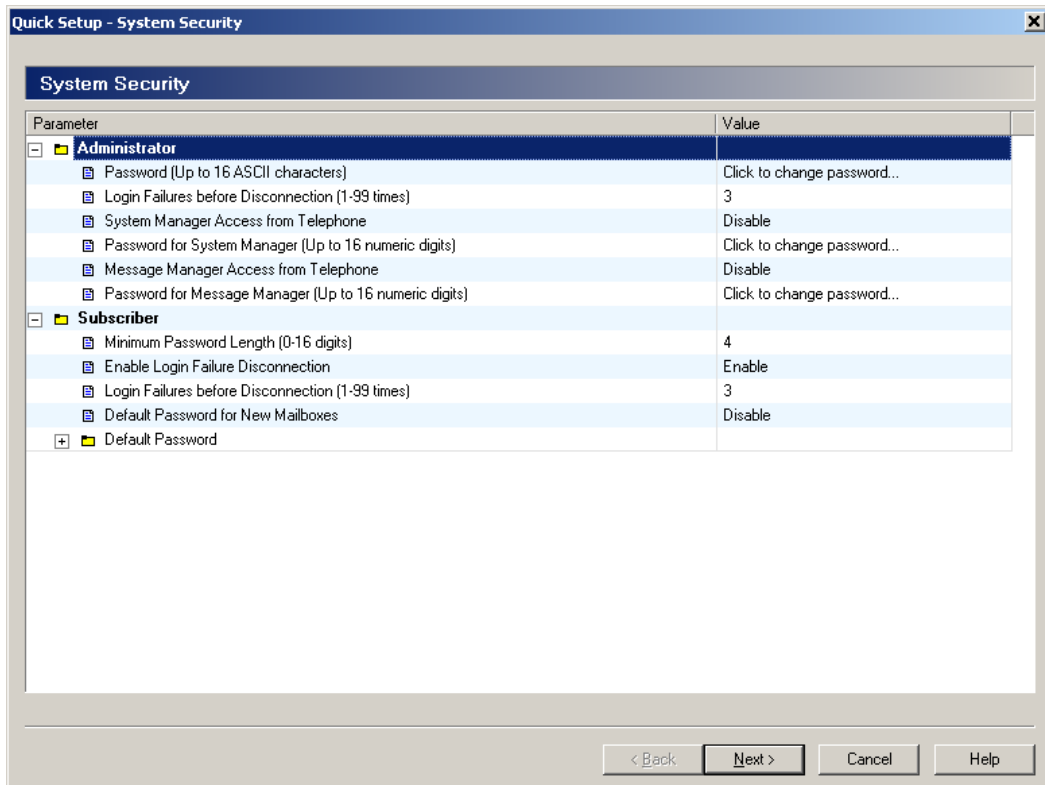 Quick Setup - System Security
System Security
Parameter Value
Administrator
Password (Up to 16 ASCII characters) Click to change password...
Login Failures before Disconnection (1-99 times) 3
System Manager Access from Telephone Disable
Password for System Manager (Up to 16 numeric digits) Click to change password...
Message Manager Access from Telephone Disable
Password for Message Manager (Up to 16 numeric digits) Click to change password...
Subscriber
Minimum Password Length (0-16 digits) 4
Enable Login Failure Disconnection Enable
Login Failures before Disconnection (1-99 times) 3
Default Password for New Mailboxes Disable
Default Password
< Back Next > Cancel Help